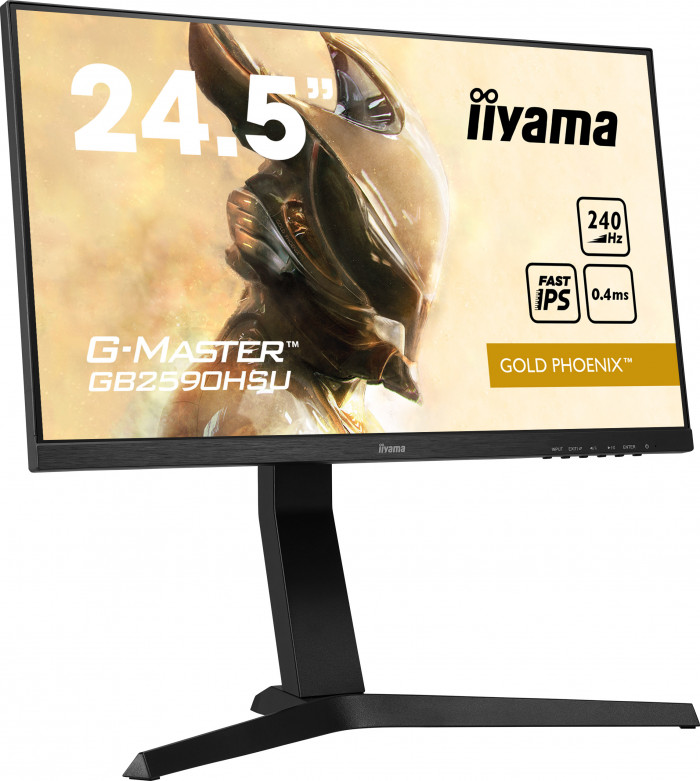 24.5"
iiyama
240
Hz
FAST
IPS
0.4ms
G-MASTER™
GB2590HSU
GOLD PHOENIX™
iiyama
INPUT EXIT/
ENTER